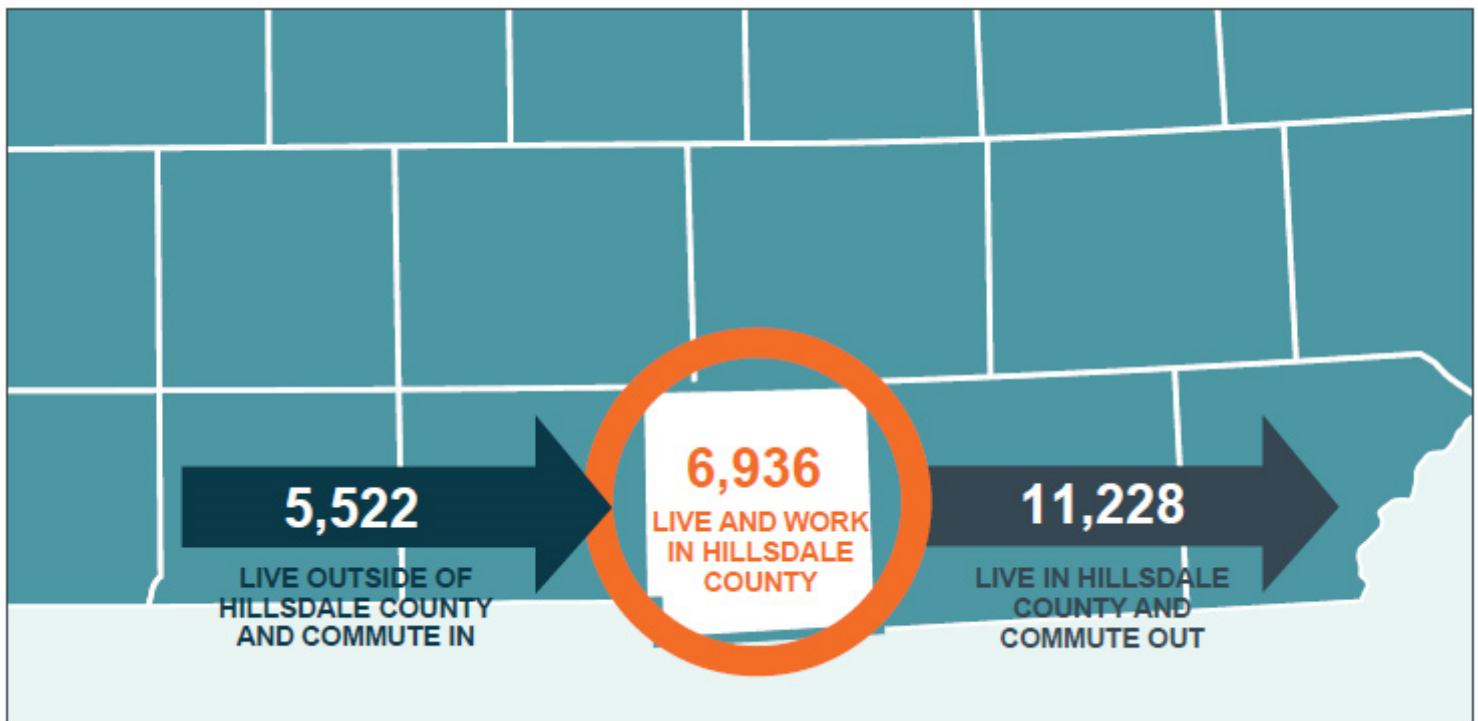 5,522
LIVE OUTSIDE OF
HILLSDALE COUNTY
AND COMMUTE IN
6,936
LIVE AND WORK
IN HILLSDALE
COUNTY
11,228
LIVE IN HILLSDALE
COUNTY AND
COMMUTE OUT